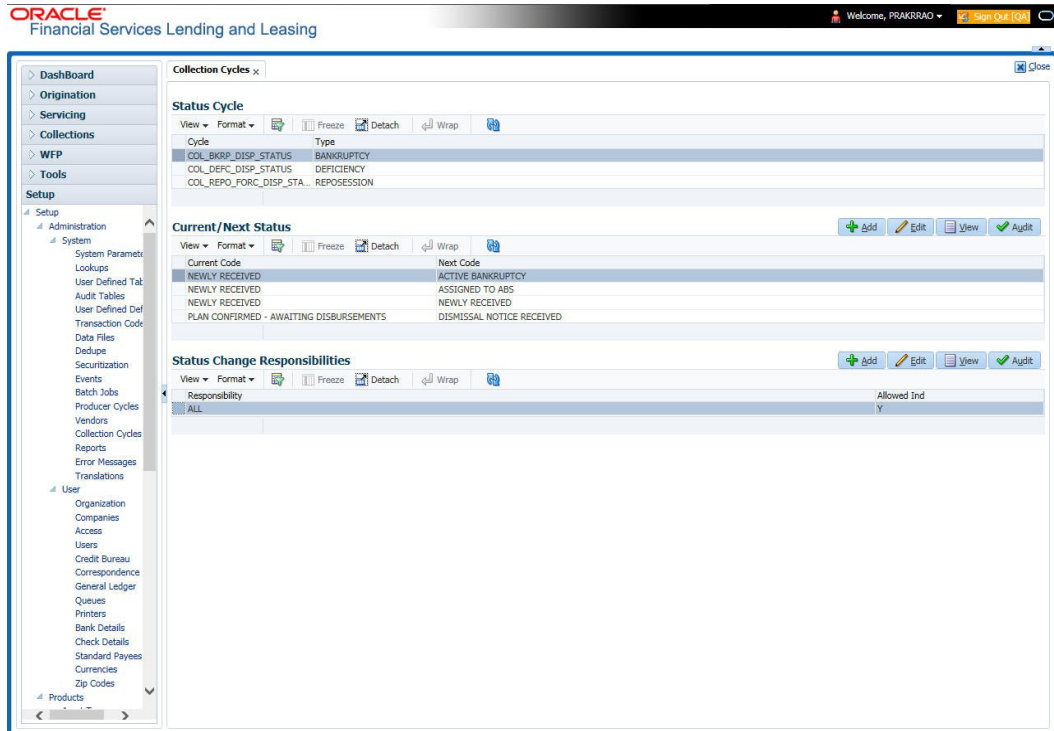 ORACLE
Financial Services Lending and Leasing
Welcome, PRAKRRAO
Sign Out [QA]
Close
DashBoard
Origination
Servicing
Collections
WFP
Tools
Setup
Setup
Administration
System
System Paramete
Lookups
User Defined Tab
Audit Tables
User Defined Def
Transaction Code
Data Files
Dedupe
Securitization
Events
Batch Jobs
Producer Cycles
Vendors
Collection Cycles
Reports
Error Messages
Translations
User
Organization
Companies
Access
Users
Credit Bureau
Correspondence
General Ledger
Queues
Printers
Bank Details
Check Details
Standard Payees
Currencies
Zip Codes
Products
Collection Cycles x
Status Cycle
View Format Freeze Detach Wrap
Cycle Type
COL_BKRP_DISP_STATUS BANKRUPTCY
COL_DEFC_DISP_STATUS DEFICIENCY
COL_REPO_FORC_DISP_STA... REPOSESSION
Current/Next Status
Add Edit View Audit
View Format Freeze Detach Wrap
Current Code Next Code
NEWLY RECEIVED ACTIVE BANKRUPTCY
NEWLY RECEIVED ASSIGNED TO ABS
NEWLY RECEIVED NEWLY RECEIVED
PLAN CONFIRMED - AWAITING DISBURSEMENTS DISMISSAL NOTICE RECEIVED
Status Change Responsibilities
Add Edit View Audit
View Format Freeze Detach Wrap
Responsibility Allowed Ind
ALL Y